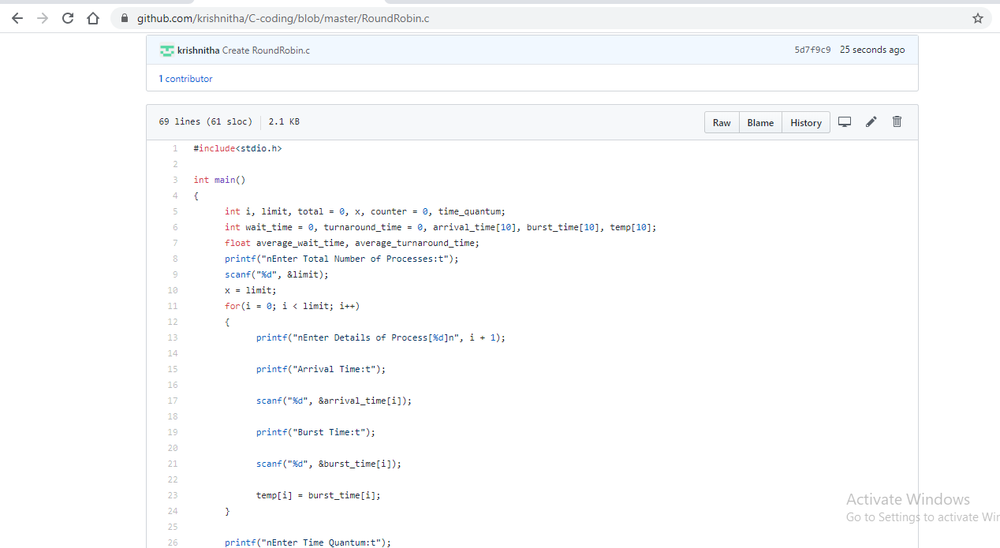 github.com/krishnitha/C-coding/blob/master/RoundRobin.c
krishnitha Create RoundRobin.c 5d7f9c9 25 seconds ago
1 contributor
69 lines (61 sloc) 2.1 KB Raw Blame History
1 #include<stdio.h>
2
3 int main()
4 {
5 int i, limit, total = 0, x, counter = 0, time_quantum;
6 int wait_time = 0, turnaround_time = 0, arrival_time[10], burst_time[10], temp[10];
7 float average_wait_time, average_turnaround_time;
8 printf("nEnter Total Number of Processes:t");
9 scanf("%d", &limit);
10 x = limit;
11 for(i = 0; i < limit; i++)
12 {
13 printf("nEnter Details of Process[%d]n", i + 1);
14
15 printf("Arrival Time:t");
16
17 scanf("%d", &arrival_time[i]);
18
19 printf("Burst Time:t");
20
21 scanf("%d", &burst_time[i]);
22
23 temp[i] = burst_time[i];
24 }
25
26 printf("nEnter Time Quantum:t");
Activate Windows
Go to Settings to activate Wir